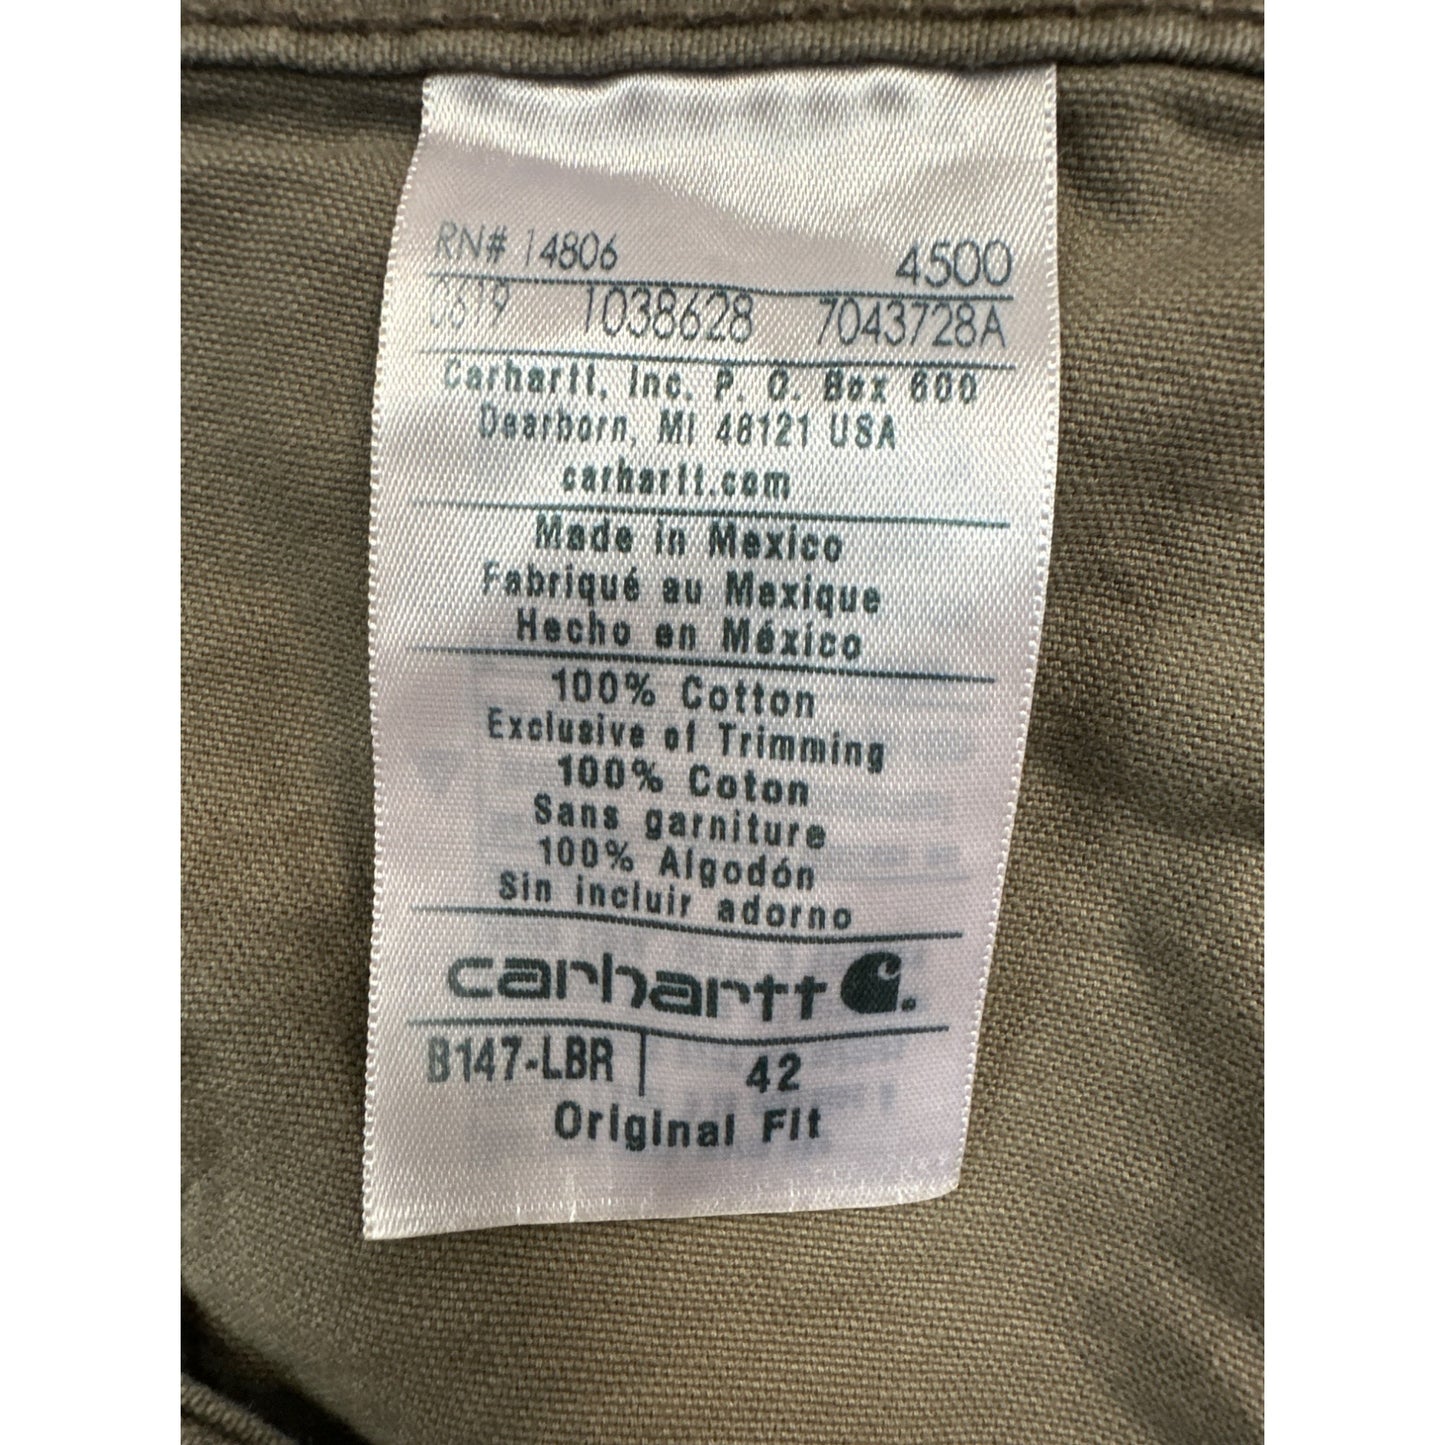 RN# 14806 4500
0619 1038628 7043728A
Carhartt, Inc. P. O. Box 600
Dearborn, MI 48121 USA
carhartt.com
Made in Mexico
Fabriqué au Mexique
Hecho en México
100% Cotton
Exclusive of Trimming
100% Coton
Sans garniture
100% Algodón
Sin incluir adorno
carhartt
B147-LBR 42
Original Fit